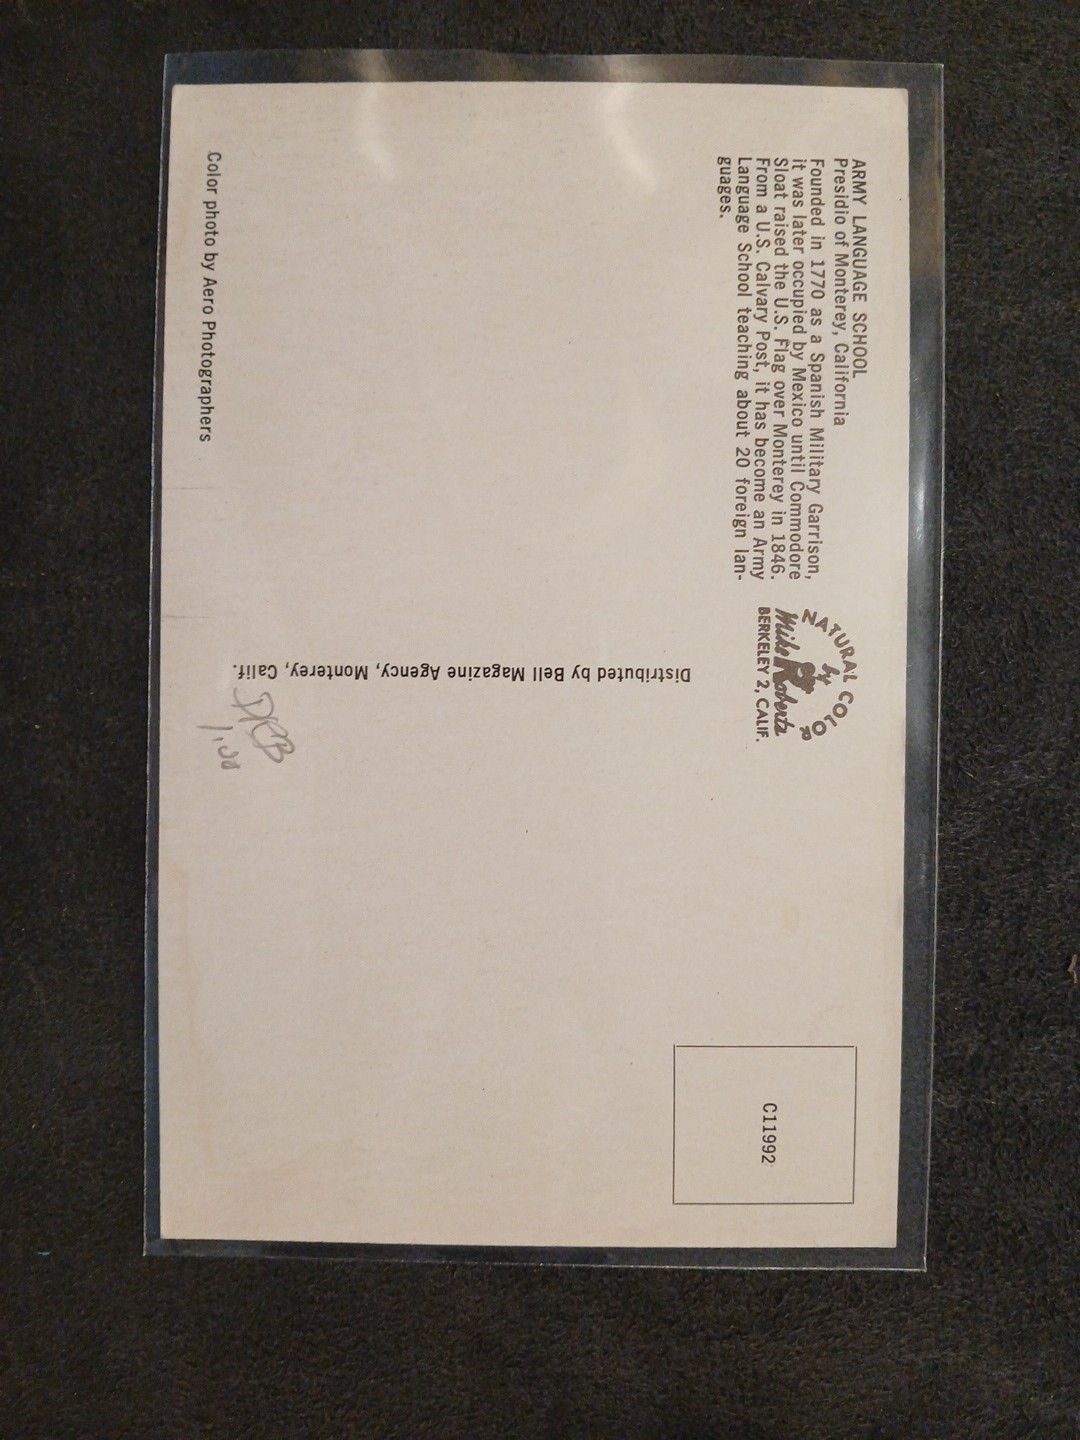 ARMY LANGUAGE SCHOOL
Presidio of Monterey, California
Founded in 1770 as a Spanish Military Garrison,
it was later occupied by Mexico until Commodore
Sloat raised the U.S. Flag over Monterey in 1846.
From a U.S. Calvary Post, it has become an Army
Language School teaching about 20 foreign lan-
guages.
Color photo by Aero Photographers
NATURAL COLOR
by
Mike Roberts
BERKELEY 2, CALIF.
Distributed by Bell Magazine Agency, Monterey, Calif.
1.00
C11992